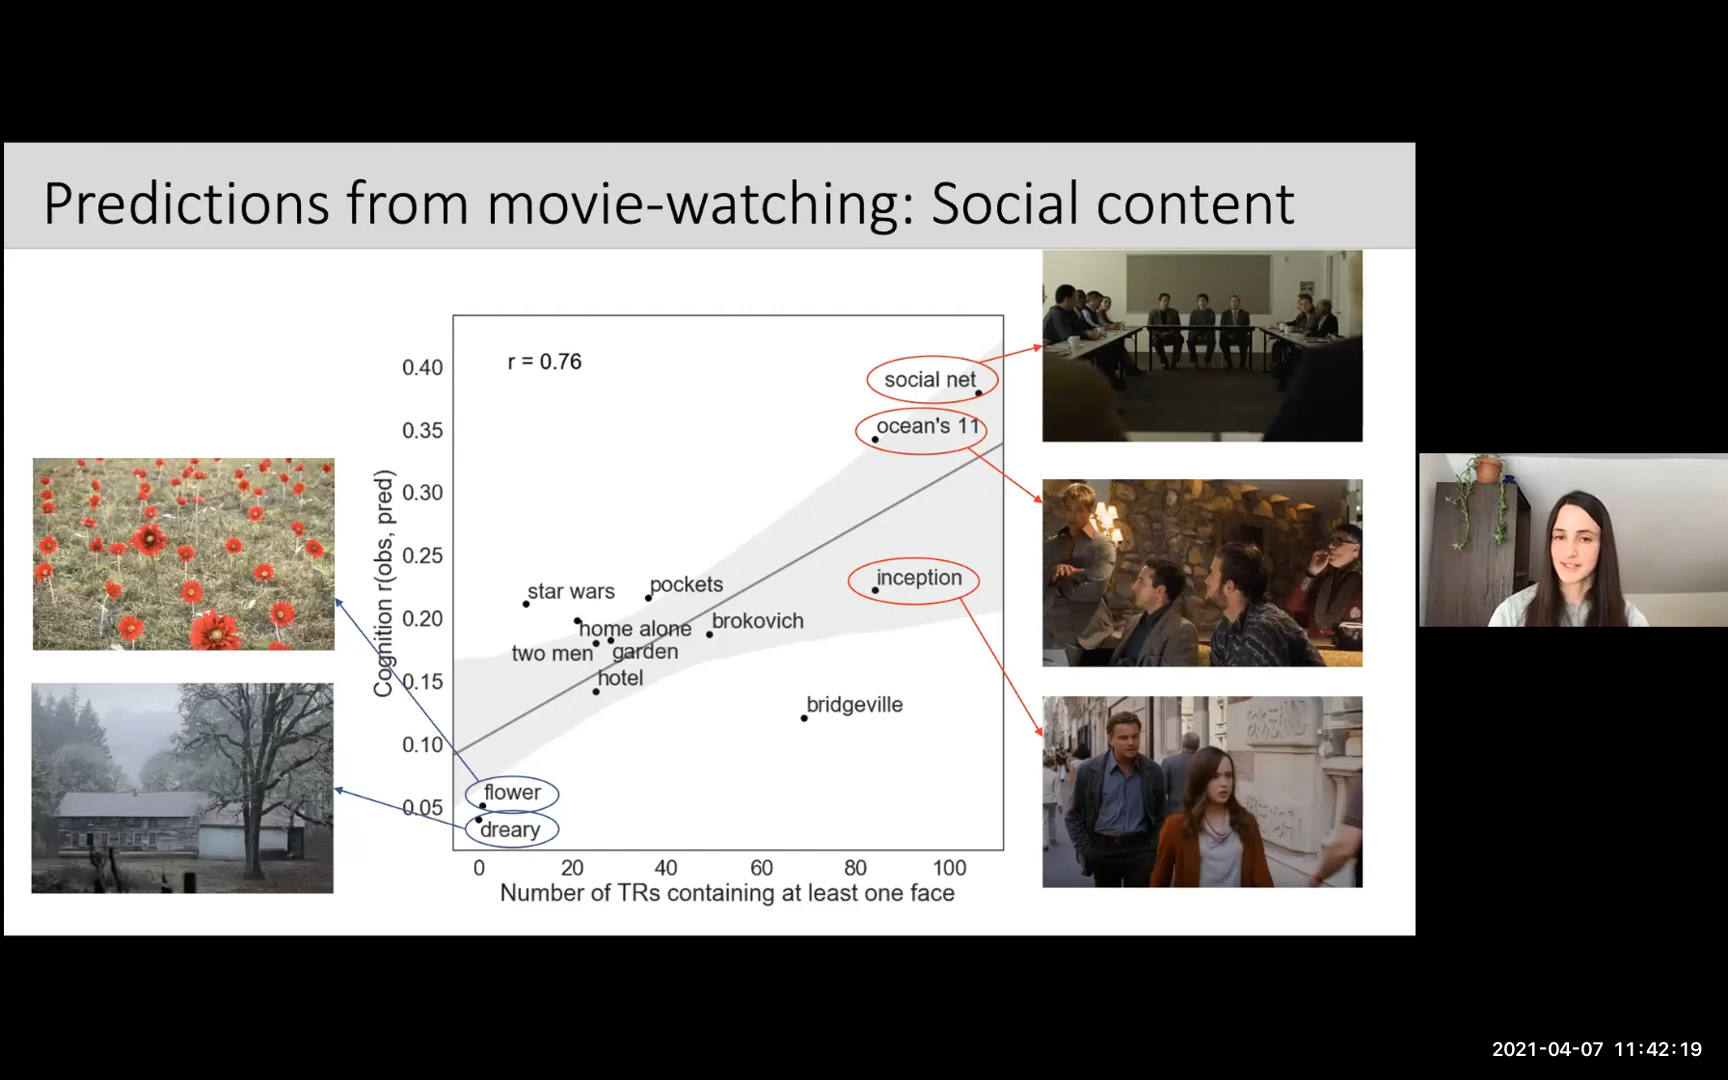 Predictions from movie-watching: Social content
r = 0.76
Cognition r(obs, pred)
0.40
0.35
0.30
0.25
0.20
0.15
0.10
0.05
social net
ocean's 11
inception
star wars
pockets
home alone
brokovich
two men
garden
hotel
bridgeville
flower
dreary
0 20 40 60 80 100
Number of TRs containing at least one face
2021-04-07 11:42:19